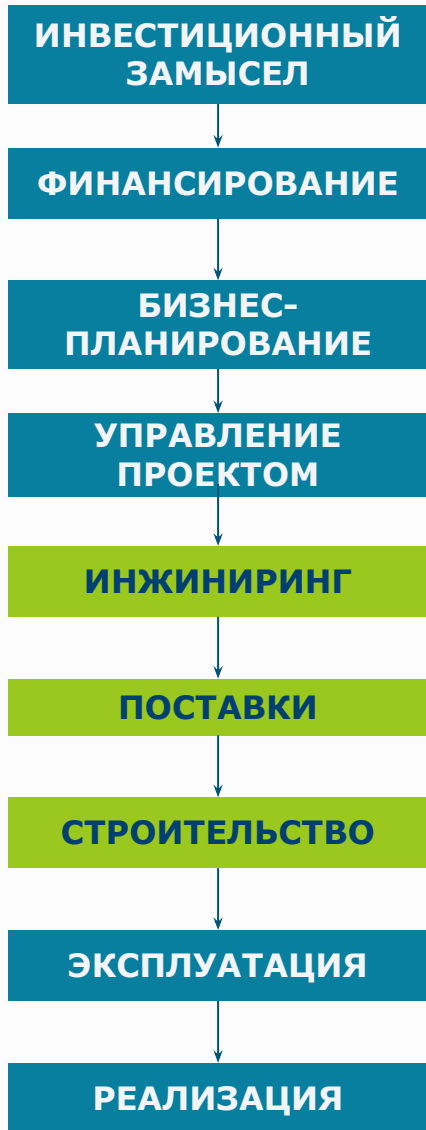 ИНВЕСТИЦИОННЫЙ
ЗАМЫСЕЛ
ФИНАНСИРОВАНИЕ
БИЗНЕС–
ПЛАНИРОВАНИЕ
УПРАВЛЕНИЕ
ПРОЕКТОМ
ИНЖИНИРИНГ
ПОСТАВКИ
СТРОИТЕЛЬСТВО
ЭКСПЛУАТАЦИЯ
РЕАЛИЗАЦИЯ